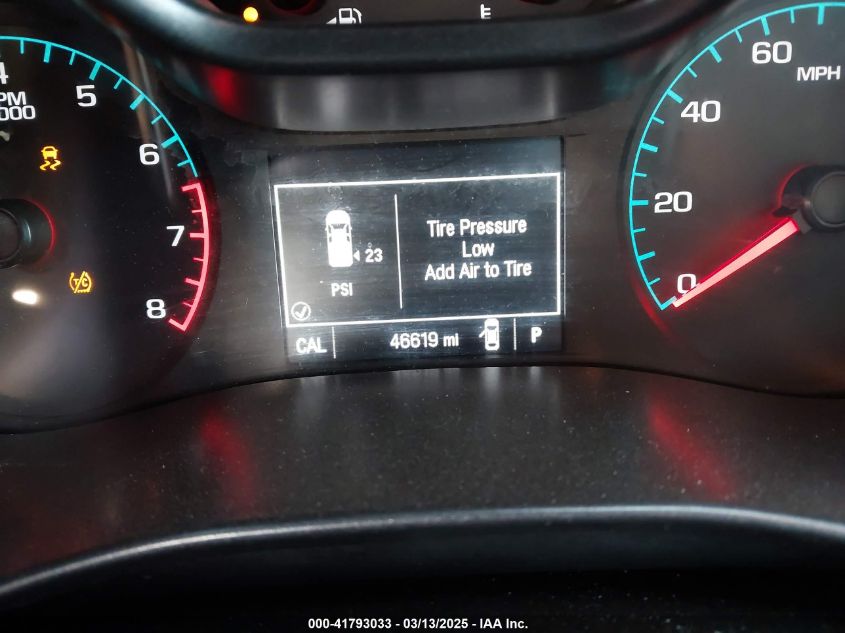 60
MPH
4
5
40
PM
000
6
20
Tire Pressure
Low
Add Air to Tire
23
PSI
7
T/C
0
8
CAL
46619 mi
P
000-41793033 - 03/13/2025 - IAA Inc.